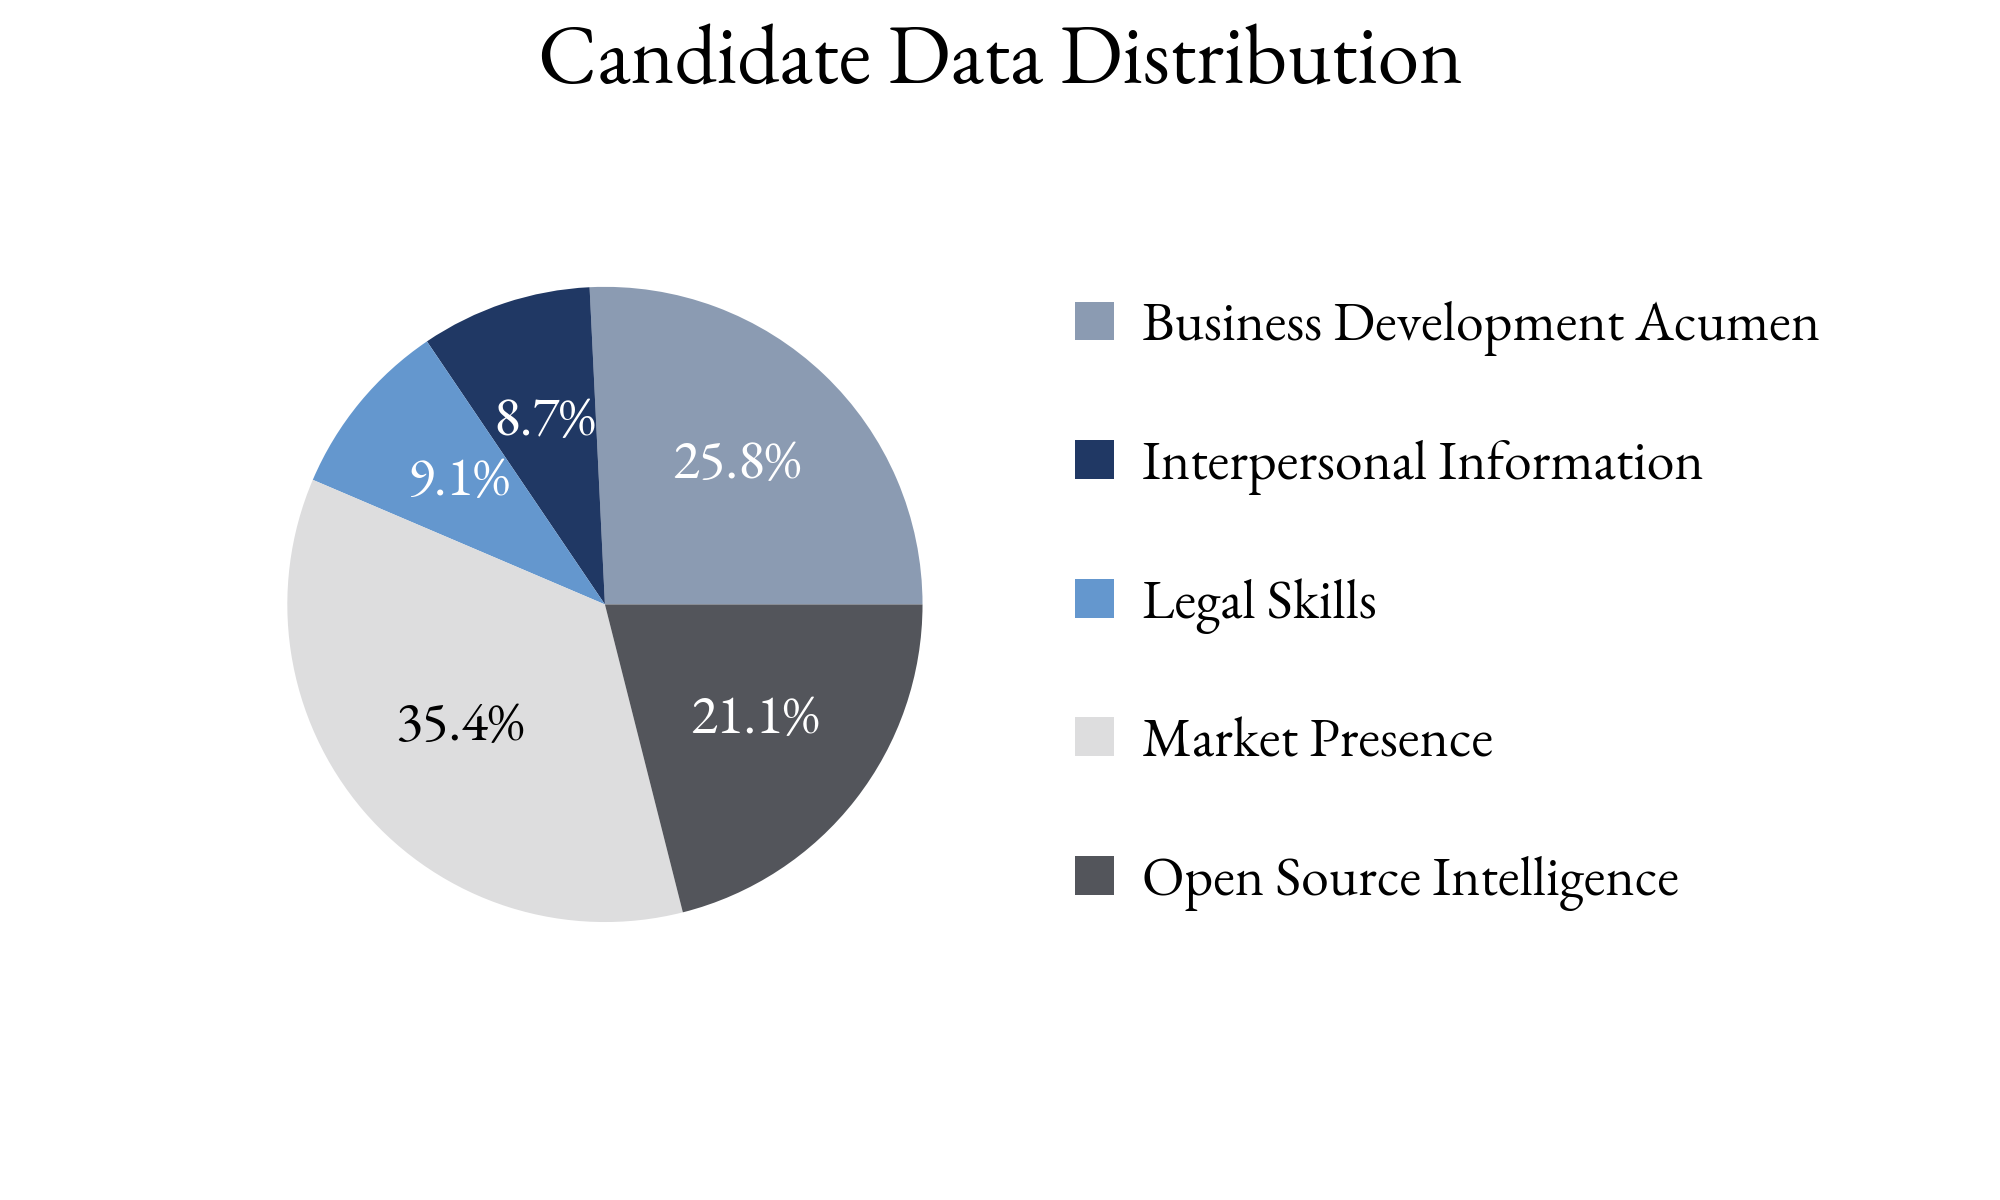 Candidate Data Distribution
8.7%
25.8%
9.1%
35.4%
21.1%
Business Development Acumen
Interpersonal Information
Legal Skills
Market Presence
Open Source Intelligence